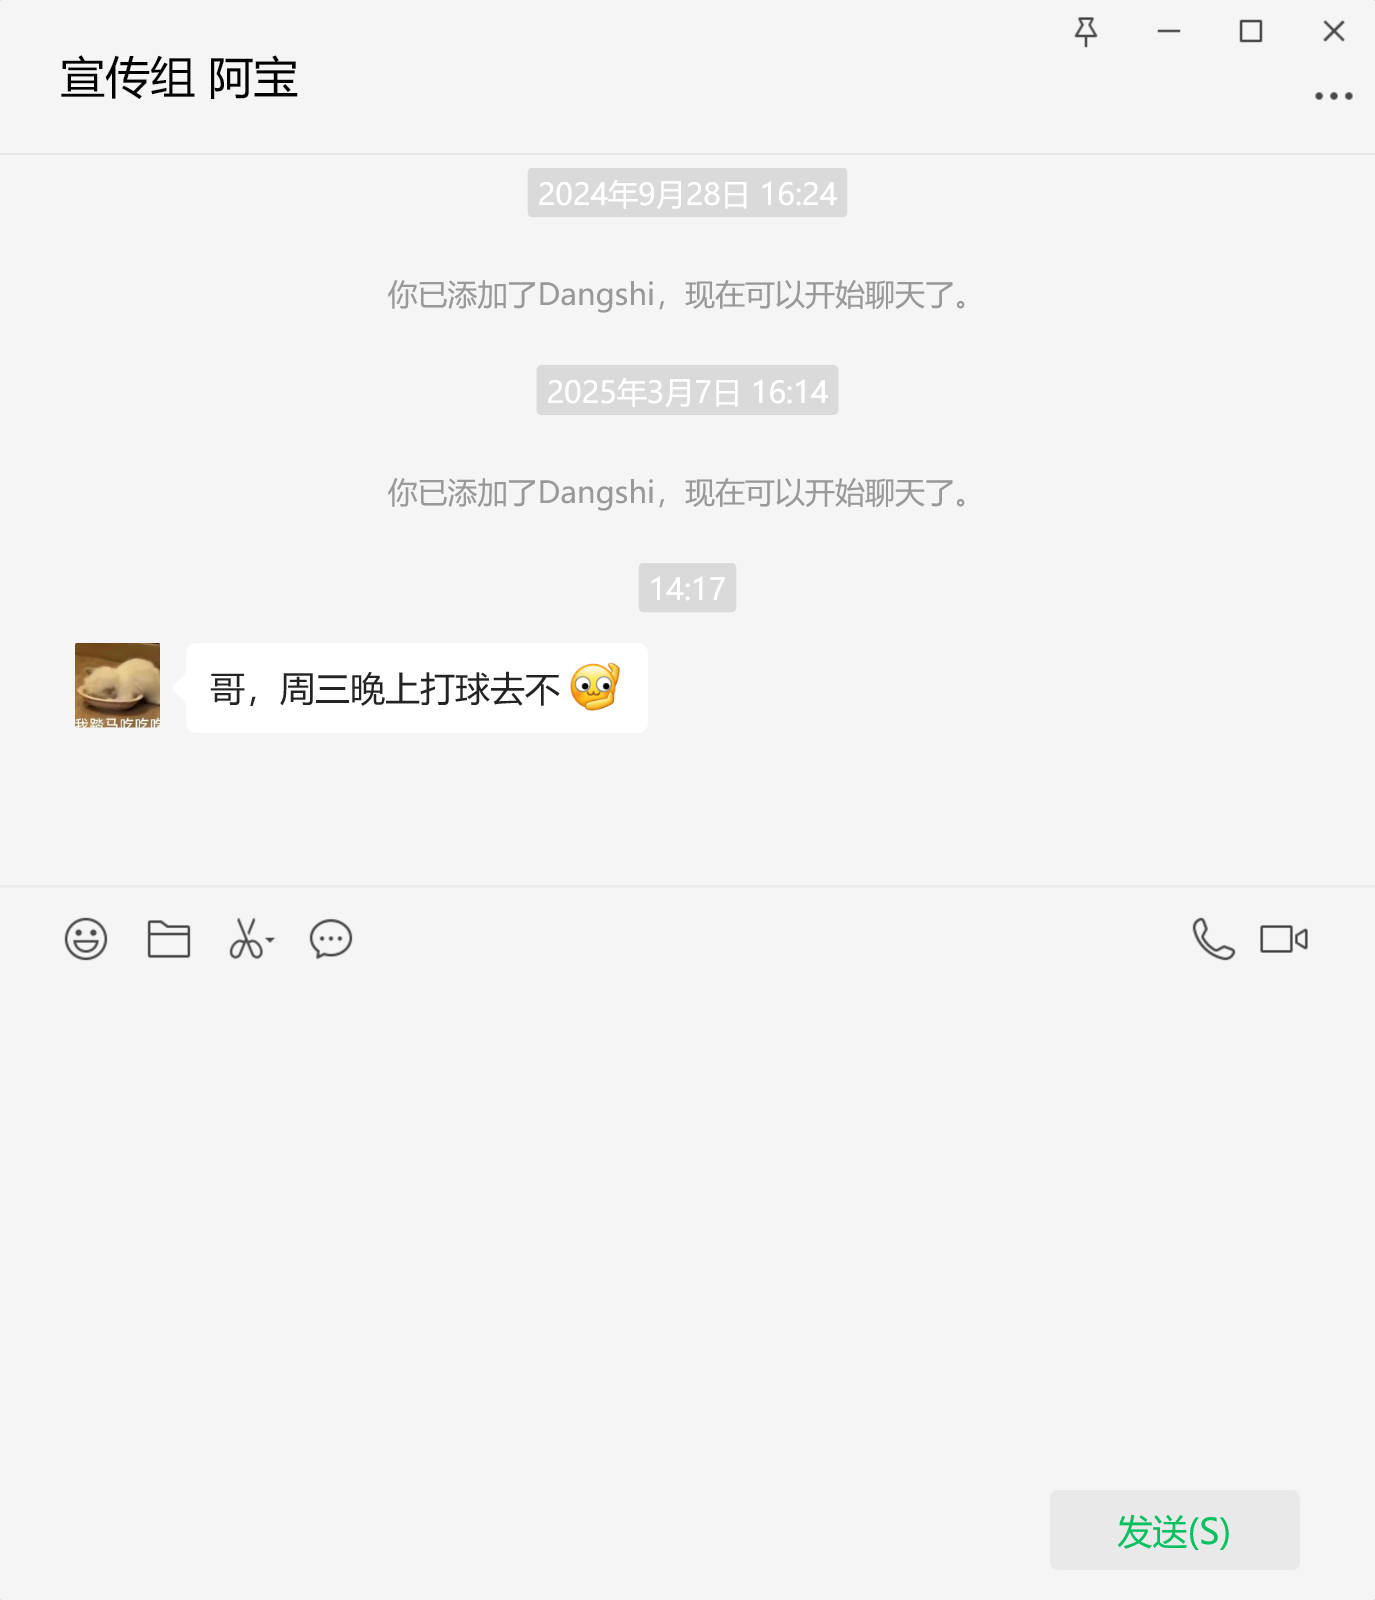 宣传组 阿宝
2024年9月28日 16:24
你已添加了Dangshi，现在可以开始聊天了。
2025年3月7日 16:14
你已添加了Dangshi，现在可以开始聊天了。
14:17
哥，周三晚上打球去不
我踏马吃吃吃
发送(S)